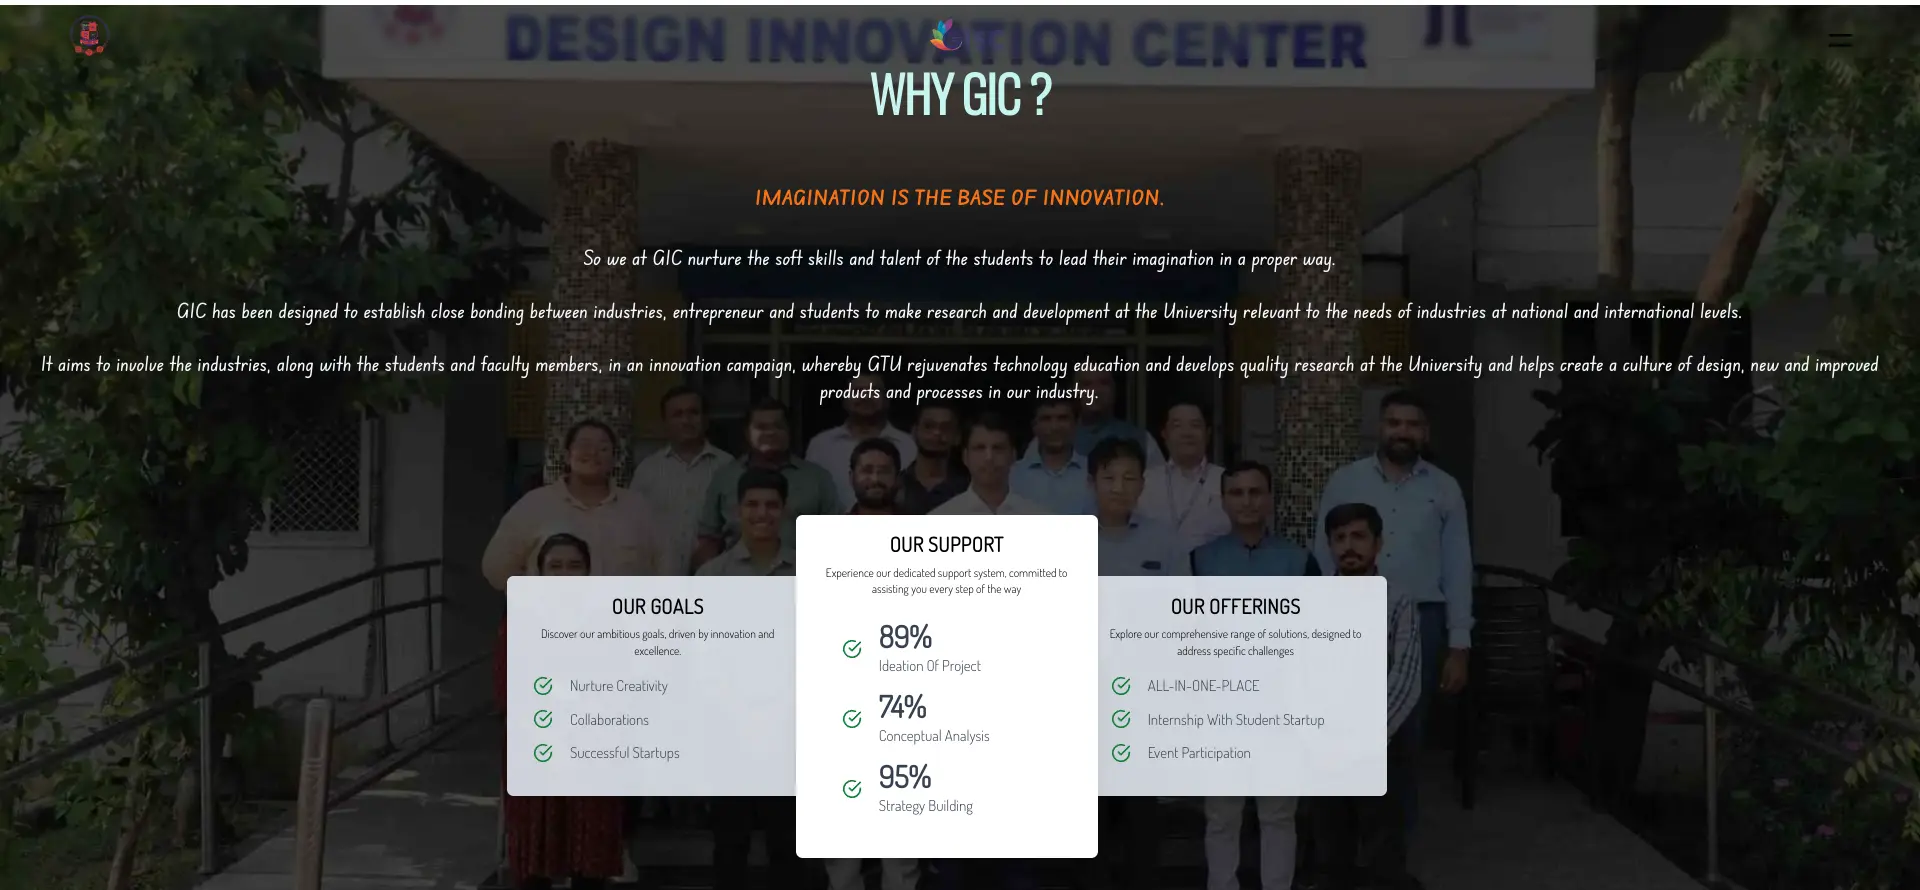 DESIGN INNOVATION CENTER
WHY GIC ?
IMAGINATION IS THE BASE OF INNOVATION.
So we at GIC nurture the soft skills and talent of the students to lead their imagination in a proper way.
GIC has been designed to establish close bonding between industries, entrepreneur and students to make research and development at the University relevant to the needs of industries at national and international levels.
It aims to involve the industries, along with the students and faculty members, in an innovation campaign, whereby GTU rejuvenates technology education and develops quality research at the University and helps create a culture of design, new and improved
products and processes in our industry.
OUR GOALS
Discover our ambitious goals, driven by innovation and
excellence.
Nurture Creativity
Collaborations
Successful Startups
OUR SUPPORT
Experience our dedicated support system, committed to
assisting you every step of the way
89%
Ideation Of Project
74%
Conceptual Analysis
95%
Strategy Building
OUR OFFERINGS
Explore our comprehensive range of solutions, designed to
address specific challenges
ALL-IN-ONE-PLACE
Internship With Student Startup
Event Participation